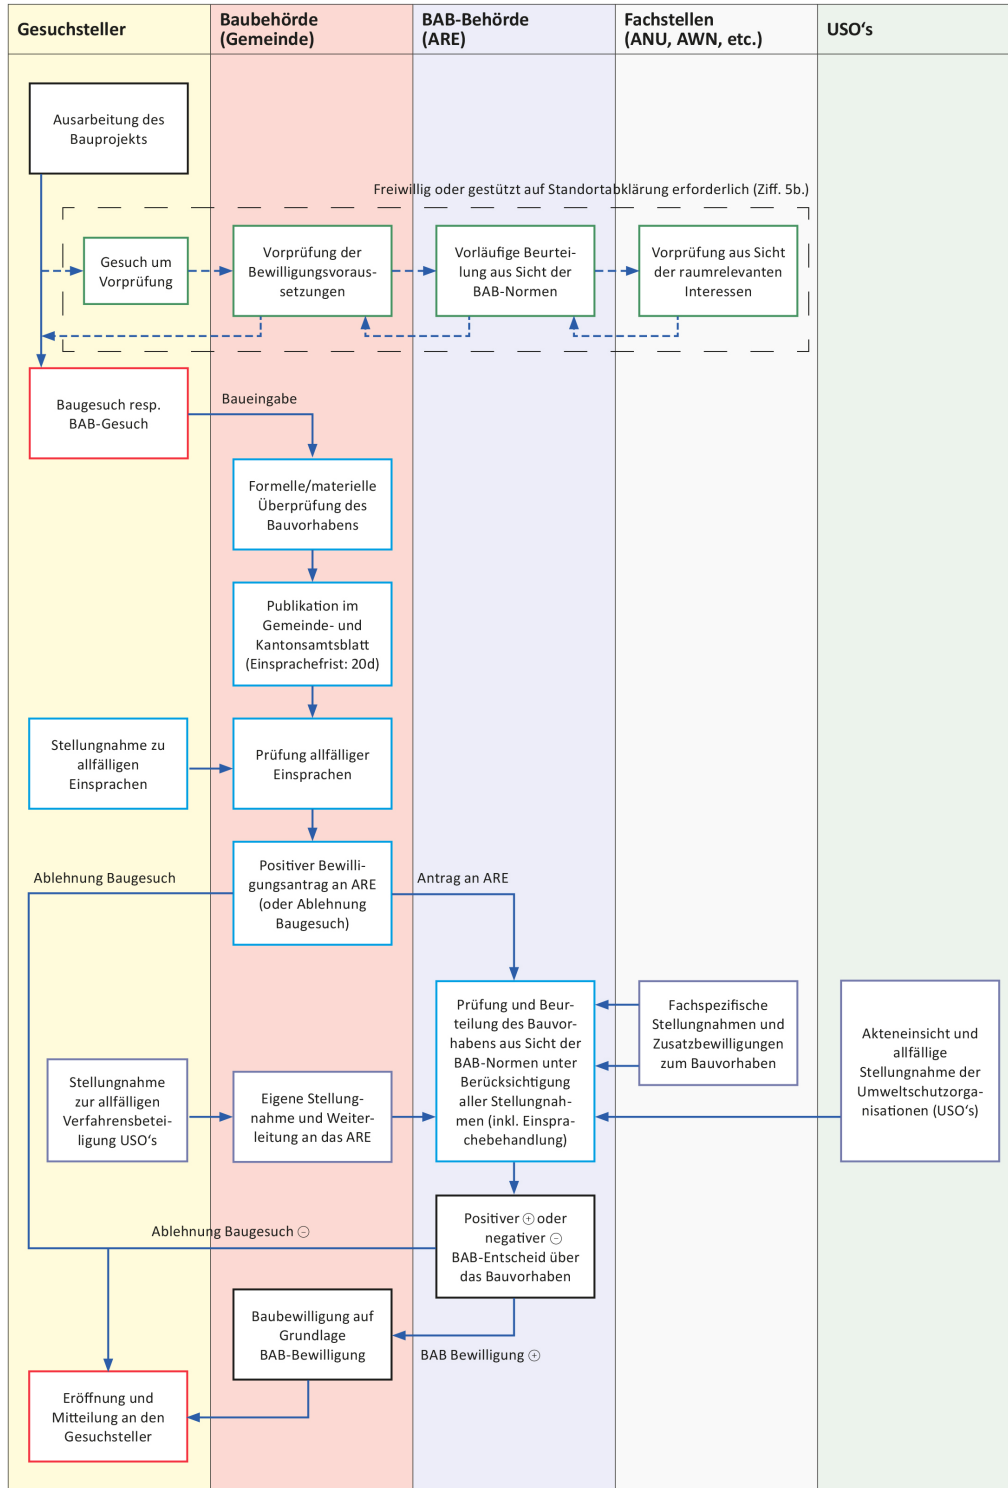 Gesuchsteller
Baubehörde
(Gemeinde)
BAB-Behörde
(ARE)
Fachstellen
(ANU, AWN, etc.)
USO‘s
Ausarbeitung des
Bauprojekts
Freiwillig oder gestützt auf Standortabklärung erforderlich (Ziff. 5b.)
Gesuch um
Vorprüfung
Vorprüfung der
Bewilligungsvoraus-
setzungen
Vorläufige Beurtei-
lung aus Sicht der
BAB-Normen
Vorprüfung aus Sicht
der raumrelevanten
Interessen
Baugesuch resp.
BAB-Gesuch
Baueingabe
Formelle/materielle
Überprüfung des
Bauvorhabens
Publikation im
Gemeinde- und
Kantonsamtsblatt
(Einsprachefrist: 20d)
Stellungnahme zu
allfälligen
Einsprachen
Prüfung allfälliger
Einsprachen
Ablehnung Baugesuch
Positiver Bewilli-
gungsantrag an ARE
(oder Ablehnung
Baugesuch)
Antrag an ARE
Prüfung und Beur-
teilung des Bauvor-
habens aus Sicht der
BAB-Normen unter
Berücksichtigung
aller Stellungnah-
men (inkl. Einspra-
chebehandlung)
Fachspezifische
Stellungnahmen und
Zusatzbewilligungen
zum Bauvorhaben
Akteneinsicht und
allfällige
Stellungnahme der
Umweltschutzorga-
nisationen (USO‘s)
Stellungnahme
zur allfälligen
Verfahrensbetei-
ligung USO‘s
Eigene Stellung-
nahme und Weiter-
leitung an das ARE
Ablehnung Baugesuch ⊖
Positiver ⊕ oder
negativer ⊖
BAB-Entscheid über
das Bauvorhaben
Baubewilligung auf
Grundlage
BAB-Bewilligung
BAB Bewilligung ⊕
Eröffnung und
Mitteilung an den
Gesuchsteller